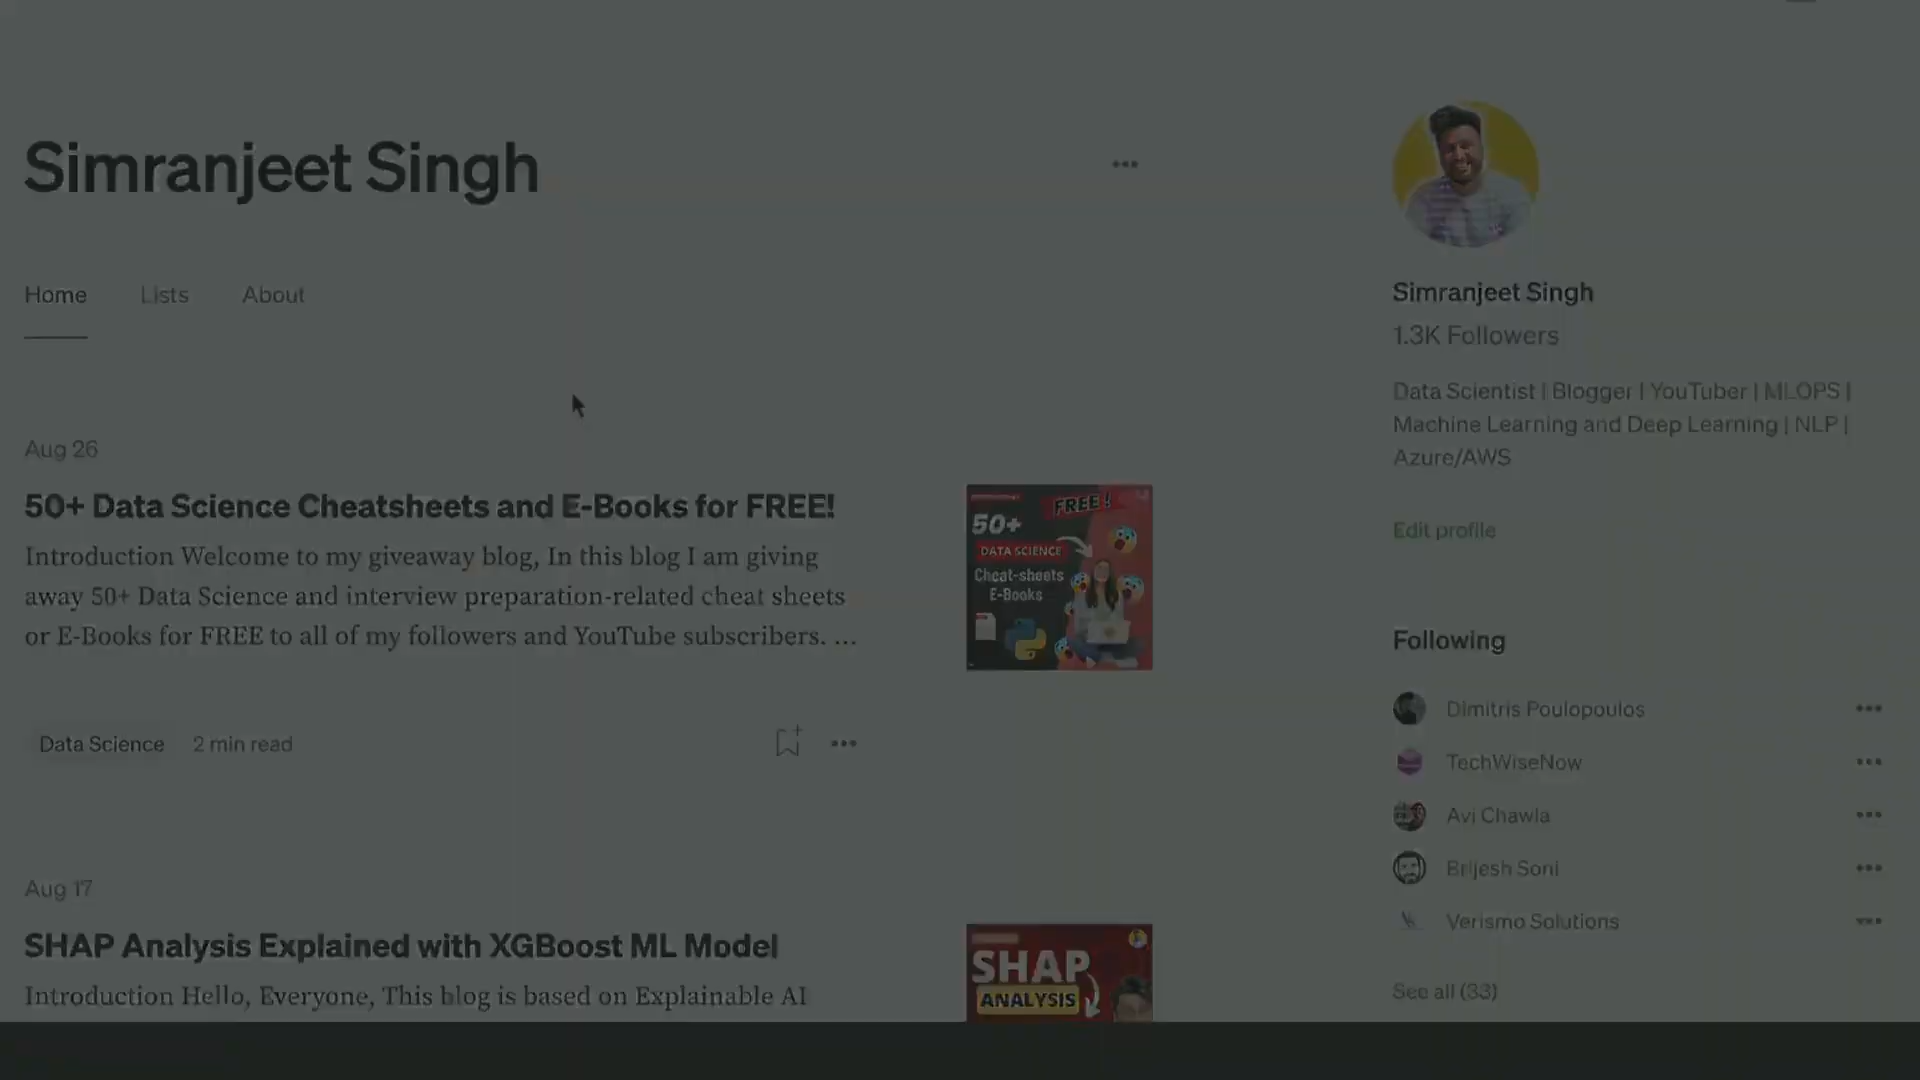 Simranjeet Singh
Home
Lists
About
Aug 26
50+ Data Science Cheatsheets and E-Books for FREE!
Introduction Welcome to my giveaway blog, In this blog I am giving
away 50+ Data Science and interview preparation-related cheat sheets
or E-Books for FREE to all of my followers and YouTube subscribers. ...
Data Science
2 min read
FREE !
50+
DATA SCIENCE
Cheat-sheets
E-Books
Aug 17
SHAP Analysis Explained with XGBoost ML Model
Introduction Hello, Everyone, This blog is based on Explainable AI
SHAP
ANALYSIS
Simranjeet Singh
1.3K Followers
Data Scientist | Blogger | YouTuber | MLOPS |
Machine Learning and Deep Learning | NLP |
Azure/AWS
Edit profile
Following
Dimitris Poulopoulos
TechWiseNow
Avi Chawla
Brijesh Soni
Verismo Solutions
See all (33)